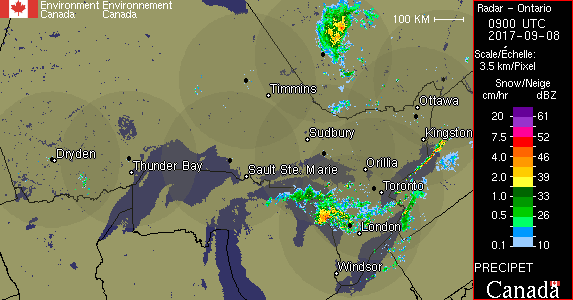 Environment Environnement
Canada Canada
100 KM
Timmins
Ottawa
Sudbury
Kingston
Dryden
Thunder Bay
Sault Ste. Marie
Orillia
Toronto
London
Windsor
Radar - Ontario
0900 UTC
2017-09-08
Scale/Échelle:
3.5 km/Pixel
Snow/Neige
cm/hr dBZ
20 61
7.5 52
4.0 46
2.0 39
1.0 33
0.5 26
0.1 10
PRECIPET
Canada